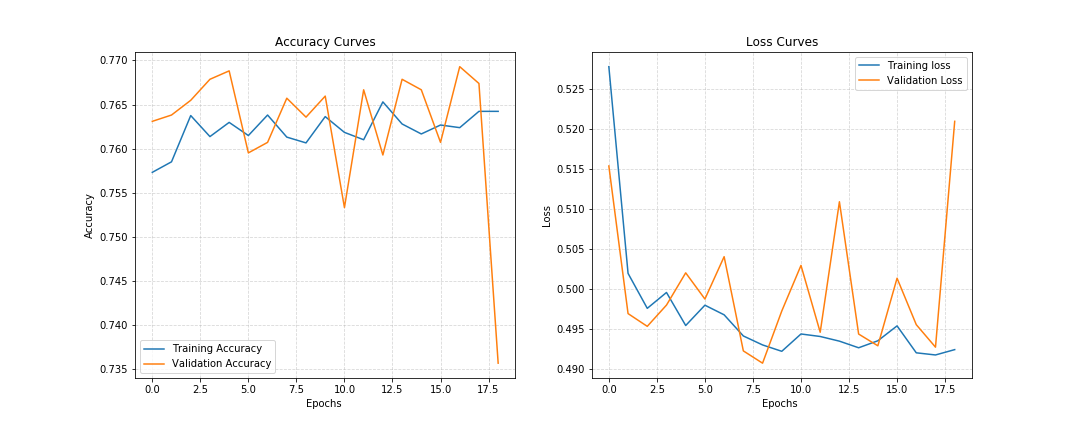 Accuracy Curves
0.770
0.765
0.760
0.755
0.750
0.745
0.740
0.735
Accuracy
Training Accuracy
Validation Accuracy
0.0 2.5 5.0 7.5 10.0 12.5 15.0 17.5
Epochs
Loss Curves
0.525
0.520
0.515
0.510
0.505
0.500
0.495
0.490
Loss
Training loss
Validation Loss
0.0 2.5 5.0 7.5 10.0 12.5 15.0 17.5
Epochs